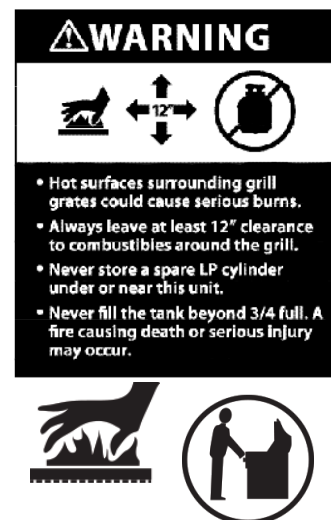 WARNING
12"
• Hot surfaces surrounding grill
grates could cause serious burns.
• Always leave at least 12" clearance
to combustibles around the grill.
• Never store a spare LP cylinder
under or near this unit.
• Never fill the tank beyond 3/4 full. A
fire causing death or serious injury
may occur.